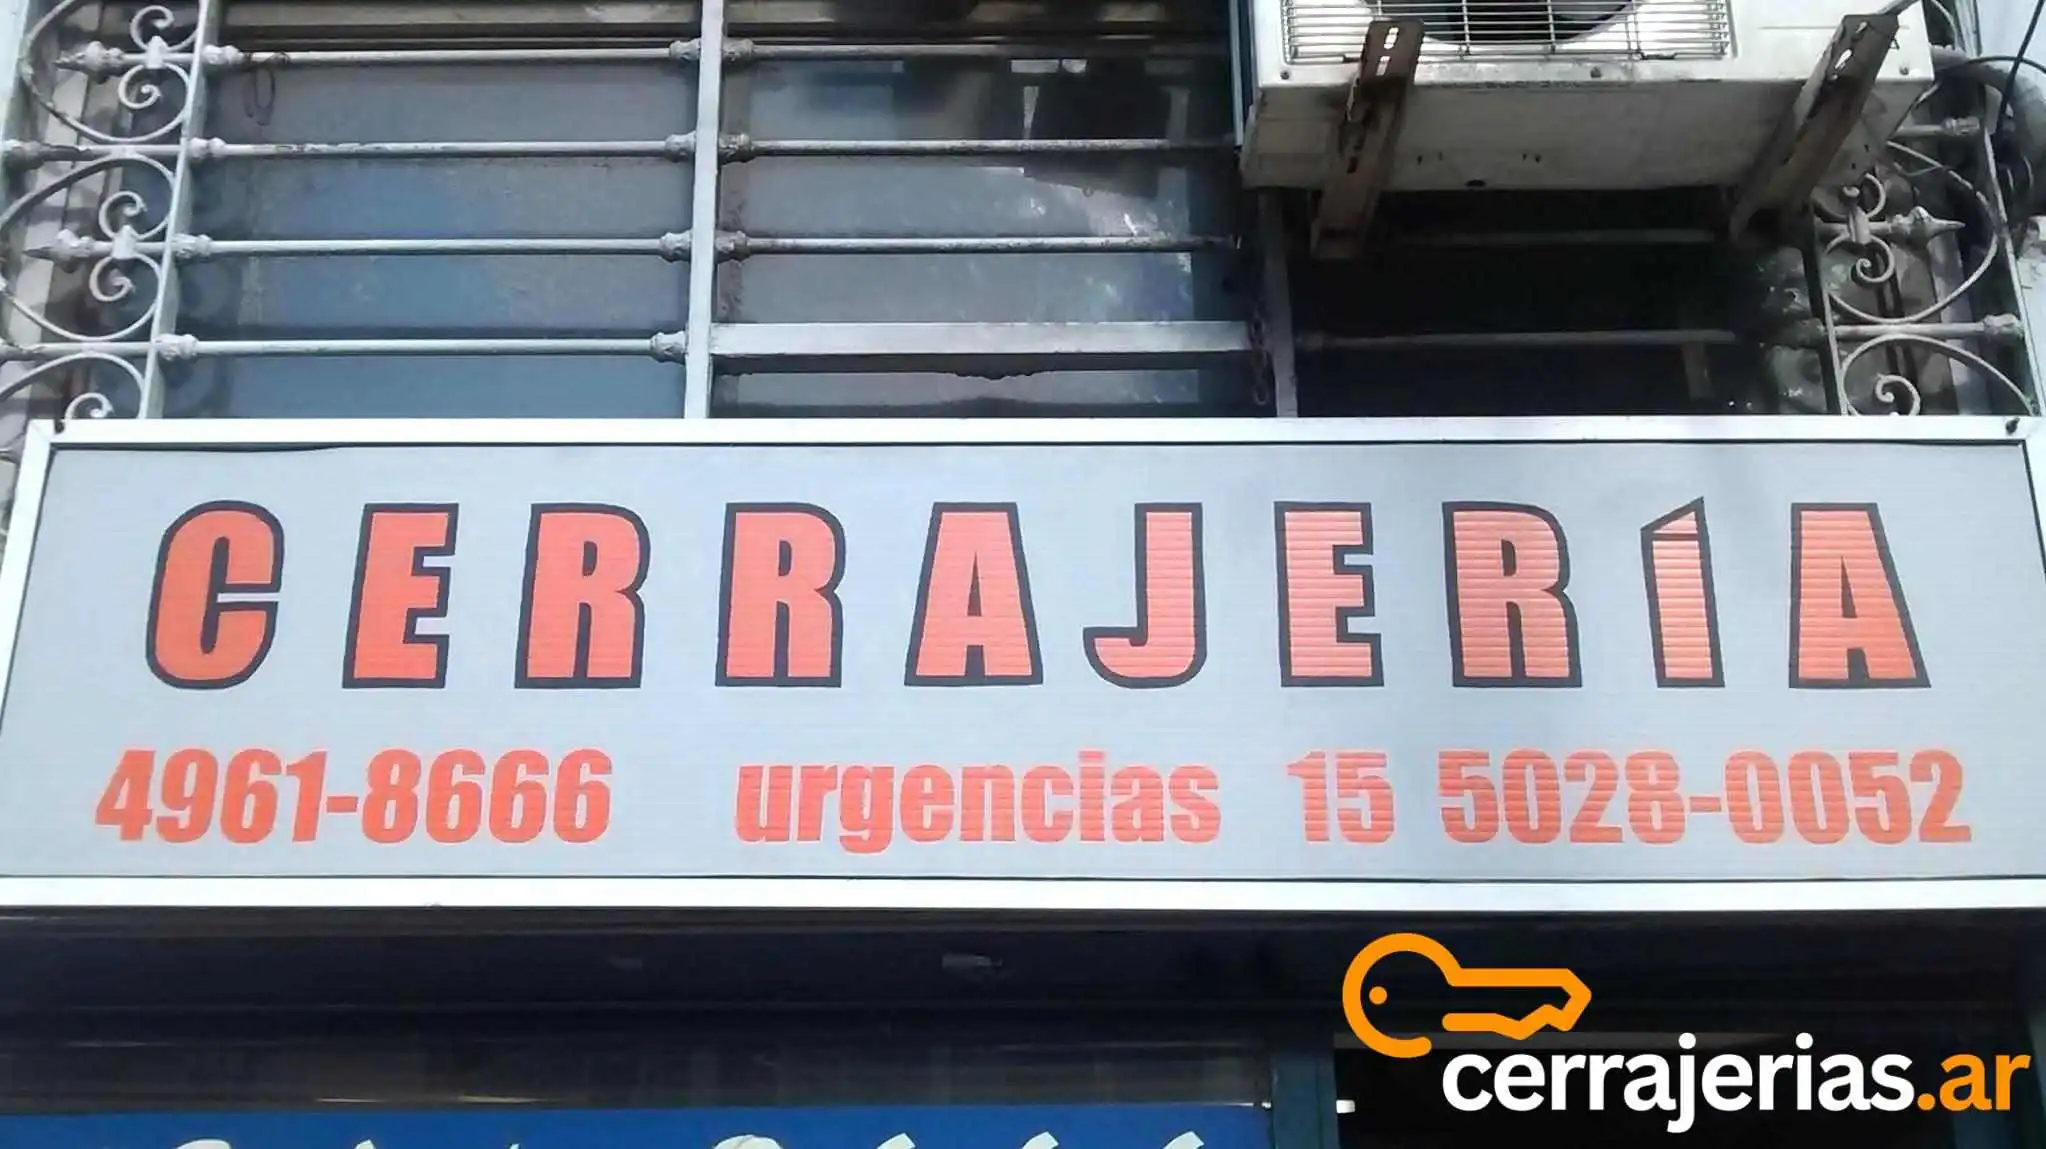 CERRAJERÍA
4961-8666 urgencias 15 5028-0052
cerrajerias.ar